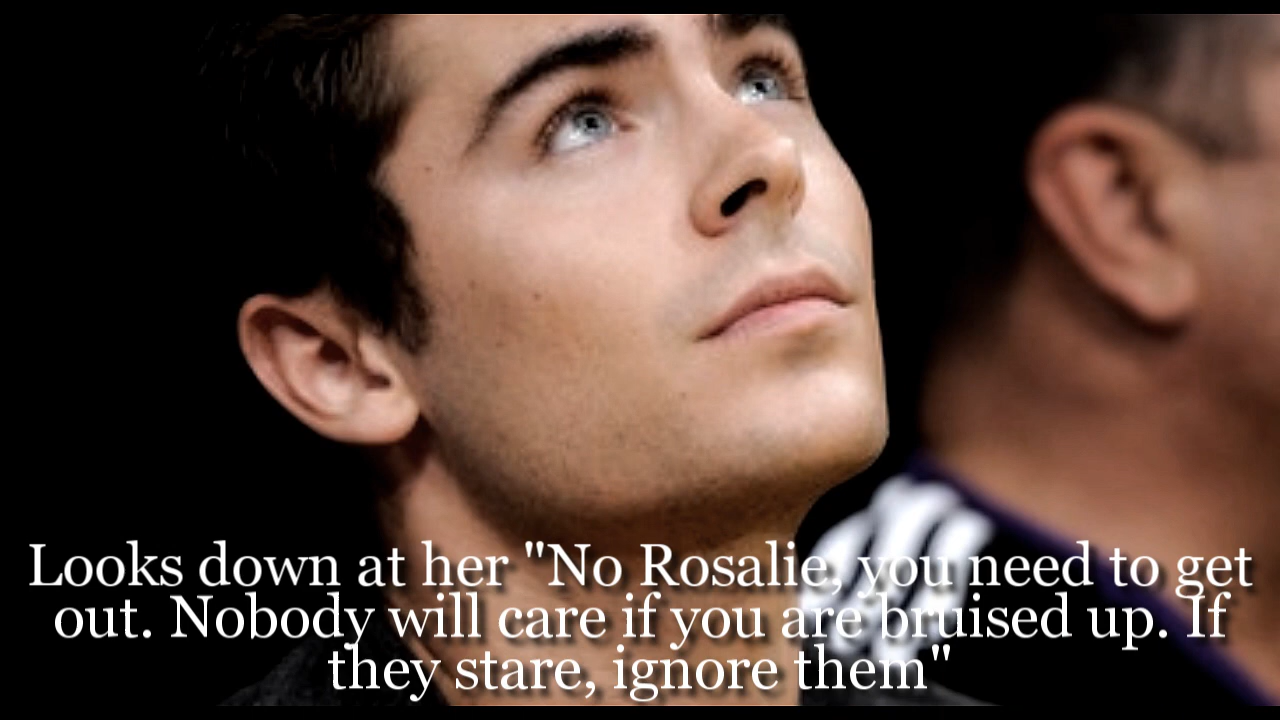 Looks down at her "No Rosalie, you need to get
out. Nobody will care if you are bruised up. If
they stare, ignore them"